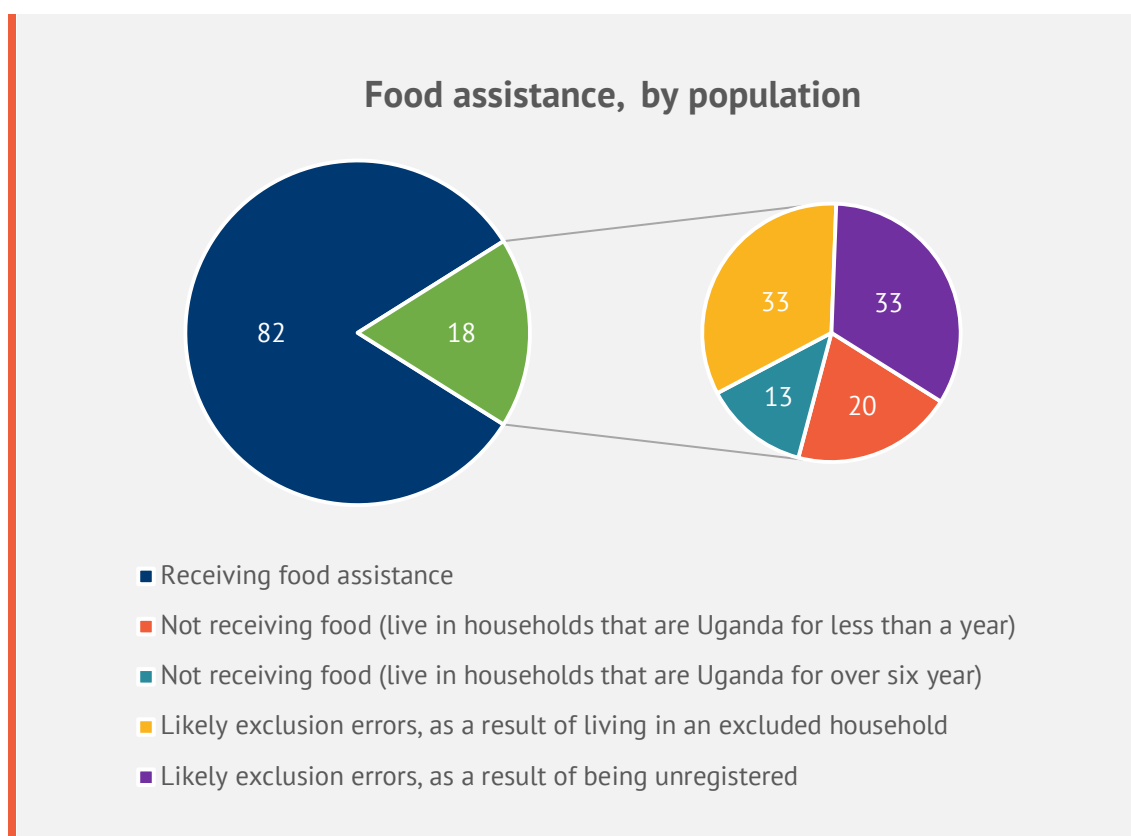 Food assistance, by population
82
18
33
33
13
20
Receiving food assistance
Not receiving food (live in households that are Uganda for less than a year)
Not receiving food (live in households that are Uganda for over six year)
Likely exclusion errors, as a result of living in an excluded household
Likely exclusion errors, as a result of being unregistered